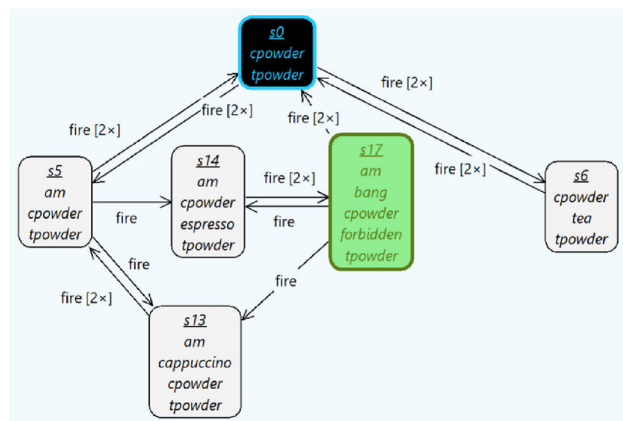 s0
cpowder
tpowder
fire [2×]
fire [2×]
fire [2×]
fire [2×]
fire [2×]
s5
am
cpowder
tpowder
s14
am
cpowder
espresso
tpowder
s17
am
bang
cpowder
forbidden
tpowder
s6
cpowder
tea
tpowder
fire [2×]
fire
fire
fire
fire [2×]
fire
s13
am
cappuccino
cpowder
tpowder